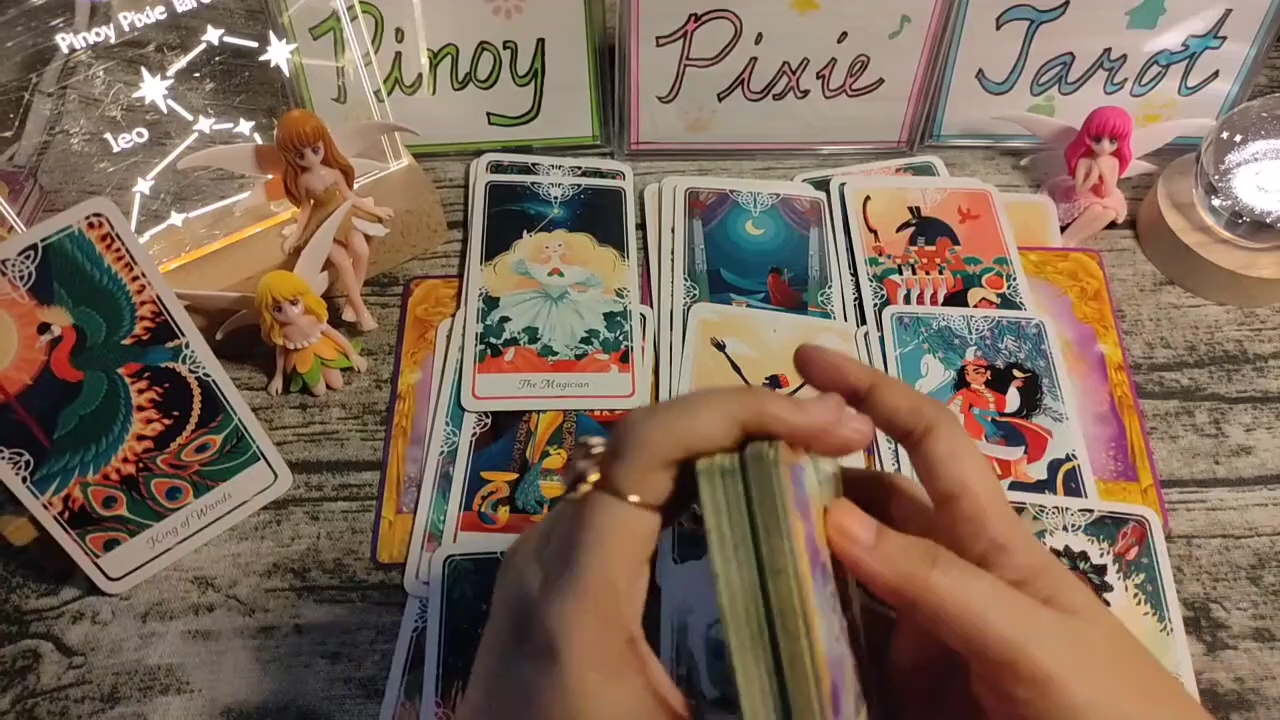 Pinoy Pixie Tarot
leo
Pinoy
Pixie
Tarot
The Magician
King of Wands